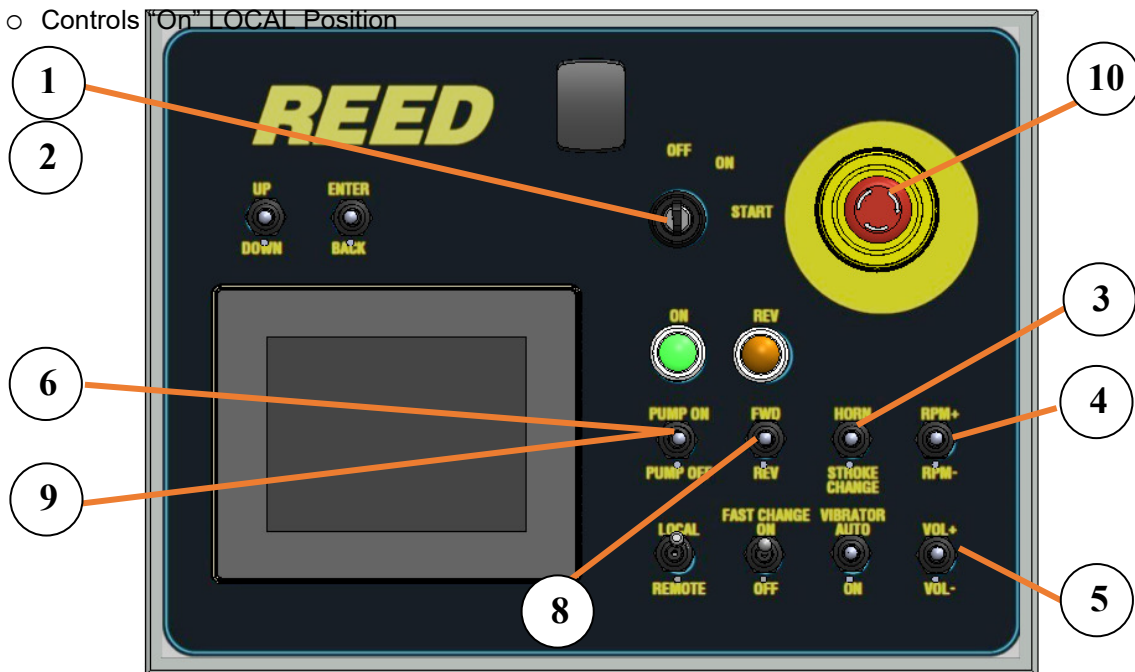 ○ Controls "On" LOCAL Position
1
2
10
REED
OFF
ON
START
UP
ENTER
DOWN
BACK
3
ON
REV
6
4
PUMP ON
FWD
HORN
RPM+
PUMP OFF
REV
STROKE
CHANGE
RPM-
9
LOCAL
FAST CHANGE
ON
VIBRATOR
AUTO
VOL+
REMOTE
OFF
ON
VOL-
8
5